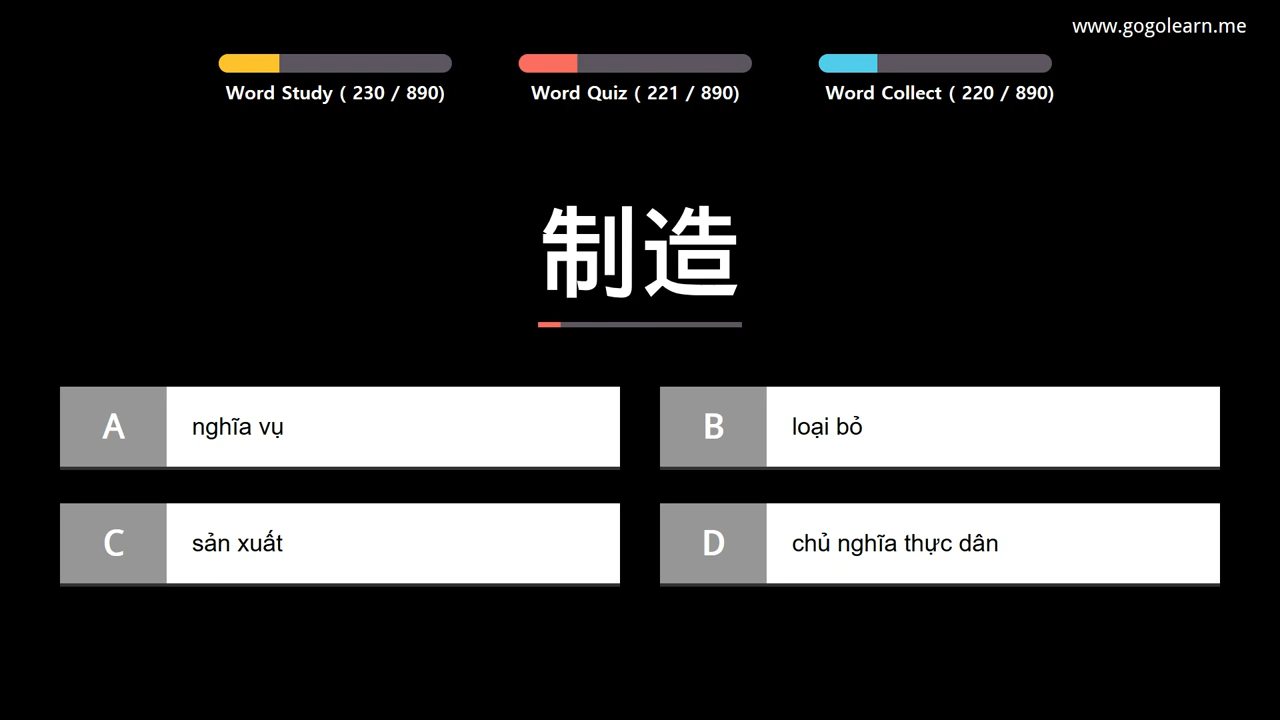 www.gogolearn.me
Word Study ( 230 / 890)
Word Quiz ( 221 / 890)
Word Collect ( 220 / 890)
制造
A
nghĩa vụ
B
loại bỏ
C
sản xuất
D
chủ nghĩa thực dân